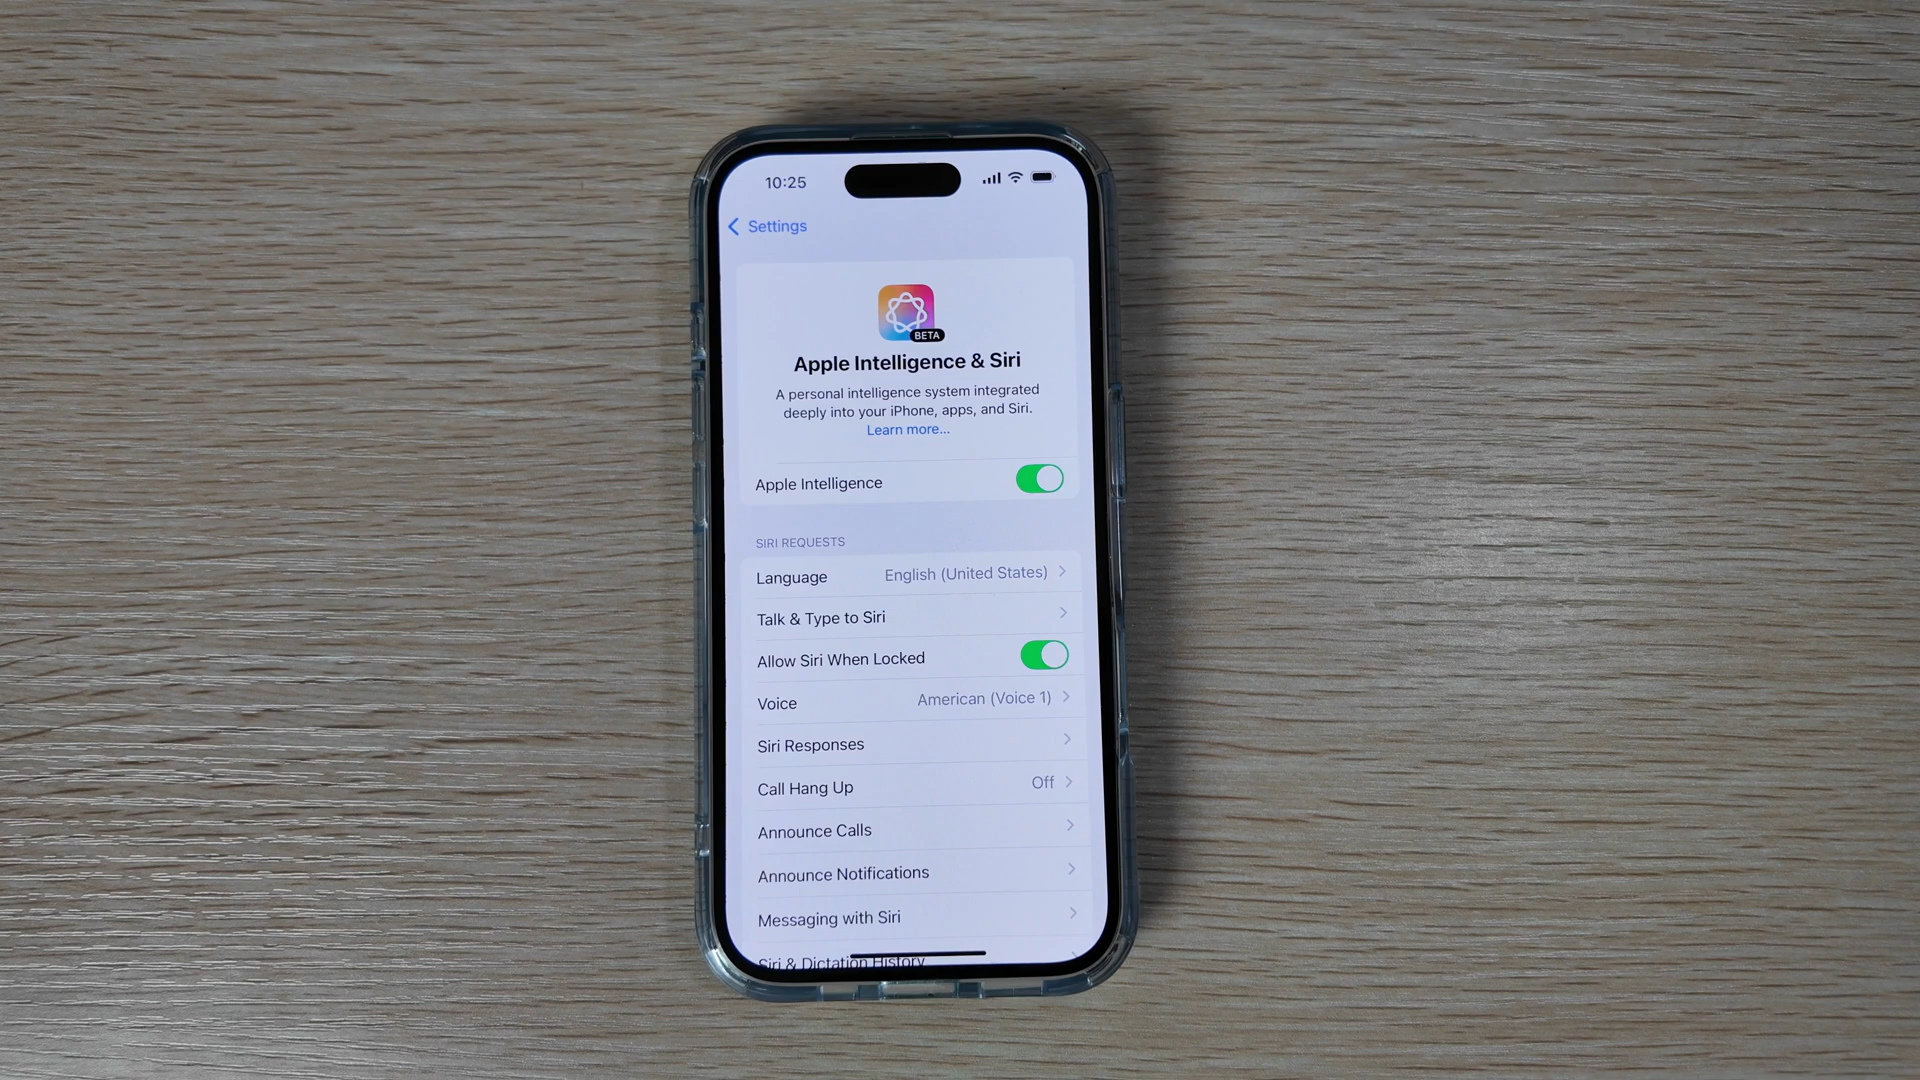 10:25
Settings
BETA
Apple Intelligence & Siri
A personal intelligence system integrated
deeply into your iPhone, apps, and Siri.
Learn more...
Apple Intelligence
SIRI REQUESTS
Language English (United States)
Talk & Type to Siri
Allow Siri When Locked
Voice American (Voice 1)
Siri Responses
Call Hang Up Off
Announce Calls
Announce Notifications
Messaging with Siri
Siri & Dictation History